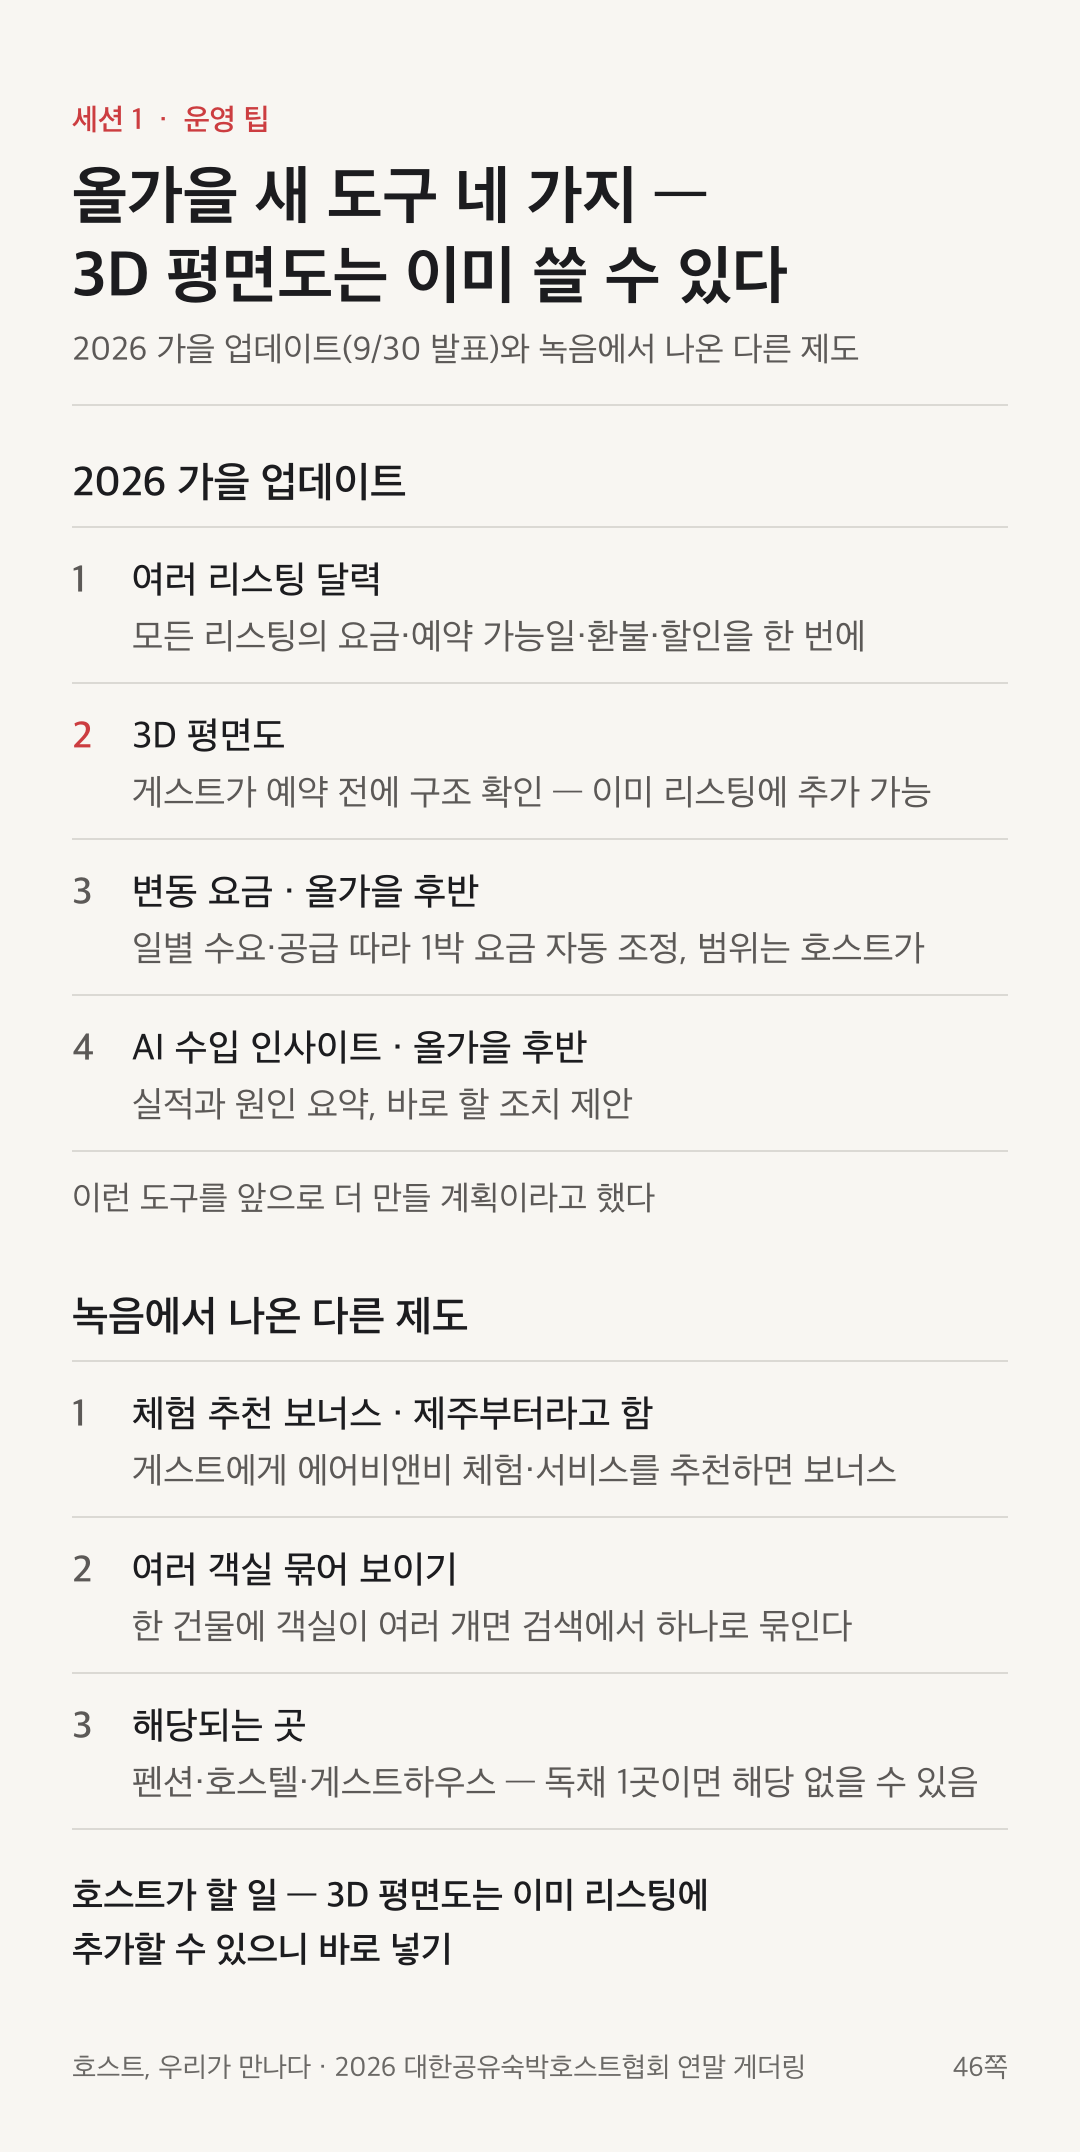 세션 1 · 운영 팁
올가을 새 도구 네 가지 —
3D 평면도는 이미 쓸 수 있다
2026 가을 업데이트(9/30 발표)와 녹음에서 나온 다른 제도
2026 가을 업데이트
1 여러 리스팅 달력
모든 리스팅의 요금·예약 가능일·환불·할인을 한 번에
2 3D 평면도
게스트가 예약 전에 구조 확인 — 이미 리스팅에 추가 가능
3 변동 요금 · 올가을 후반
일별 수요·공급 따라 1박 요금 자동 조정, 범위는 호스트가
4 AI 수입 인사이트 · 올가을 후반
실적과 원인 요약, 바로 할 조치 제안
이런 도구를 앞으로 더 만들 계획이라고 했다
녹음에서 나온 다른 제도
1 체험 추천 보너스 · 제주부터라고 함
게스트에게 에어비앤비 체험·서비스를 추천하면 보너스
2 여러 객실 묶어 보이기
한 건물에 객실이 여러 개면 검색에서 하나로 묶인다
3 해당되는 곳
펜션·호스텔·게스트하우스 — 독채 1곳이면 해당 없을 수 있음
호스트가 할 일 — 3D 평면도는 이미 리스팅에
추가할 수 있으니 바로 넣기
호스트, 우리가 만나다 · 2026 대한공유숙박호스트협회 연말 게더링 46쪽